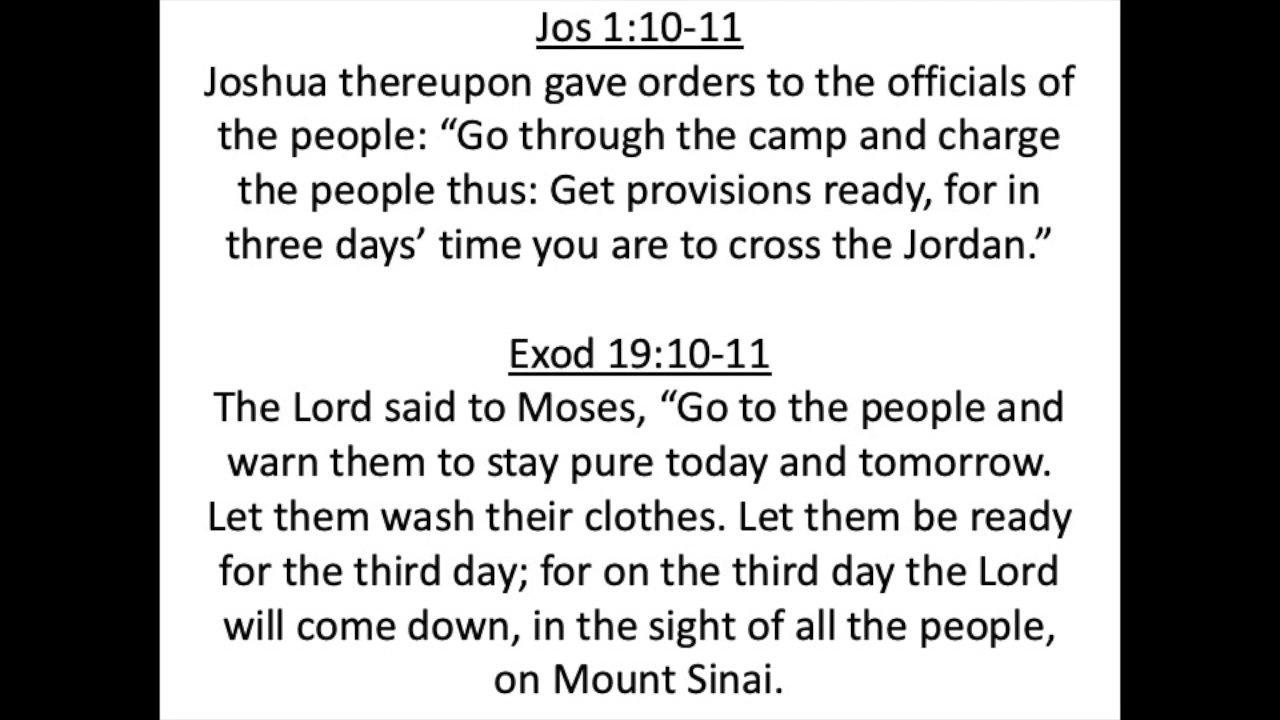 Jos 1:10-11
Joshua thereupon gave orders to the officials of
the people: “Go through the camp and charge
the people thus: Get provisions ready, for in
three days’ time you are to cross the Jordan.”
Exod 19:10-11
The Lord said to Moses, “Go to the people and
warn them to stay pure today and tomorrow.
Let them wash their clothes. Let them be ready
for the third day; for on the third day the Lord
will come down, in the sight of all the people,
on Mount Sinai.